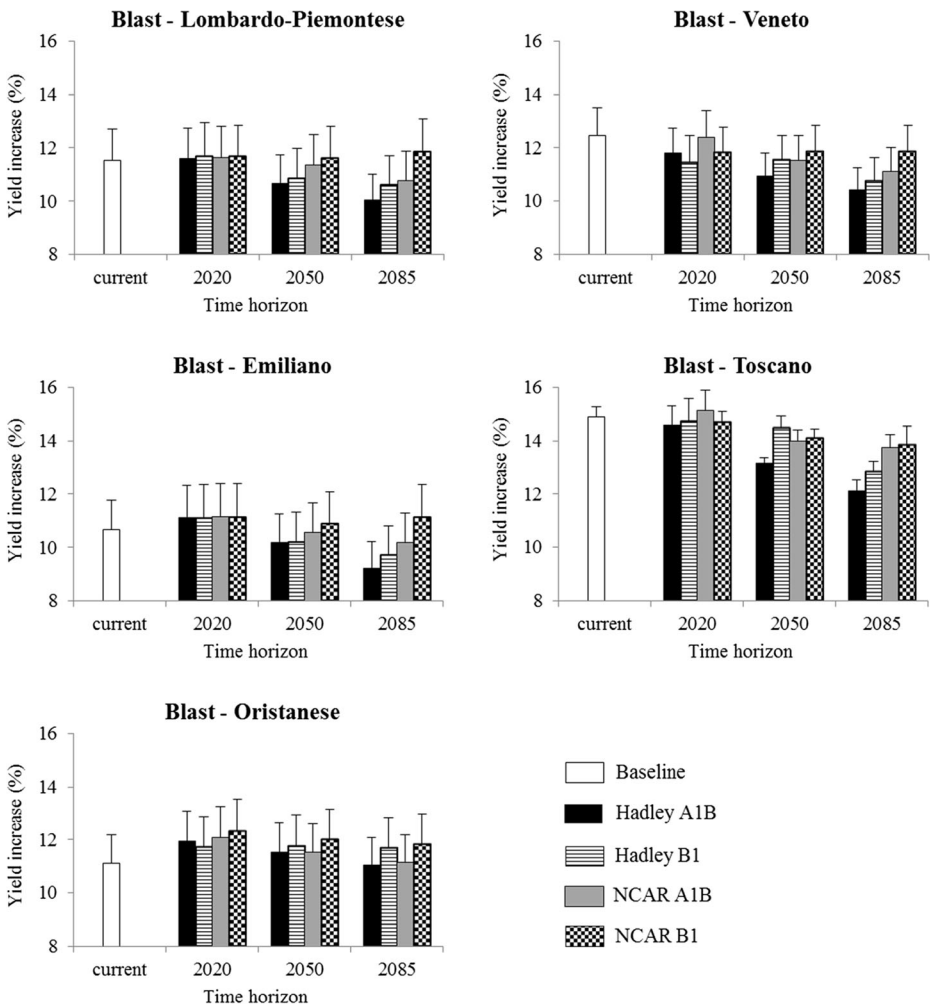 Blast - Lombardo-Piemontese
Yield increase (%)
16
14
12
10
8
current 2020 2050 2085
Time horizon
Blast - Veneto
Yield increase (%)
16
14
12
10
8
current 2020 2050 2085
Time horizon
Blast - Emiliano
Yield increase (%)
16
14
12
10
8
current 2020 2050 2085
Time horizon
Blast - Toscano
Yield increase (%)
16
14
12
10
8
current 2020 2050 2085
Time horizon
Blast - Oristanese
Yield increase (%)
16
14
12
10
8
current 2020 2050 2085
Time horizon
Baseline
Hadley A1B
Hadley B1
NCAR A1B
NCAR B1